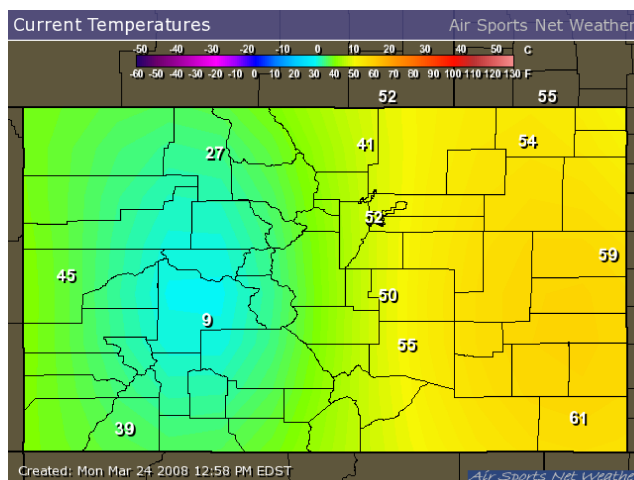 Current Temperatures Air Sports Net Weather
-50 -40 -30 -20 -10 0 10 20 30 40 50 C
-60 -50 -40 -30 -20 -10 0 10 20 30 40 50 60 70 80 90 100 110 120 130 F
52 55
27 41 54
52
59
45
50
9
55
61
39
Created: Mon Mar 24 2008 12:58 PM EDST
Air Sports Net Weathe